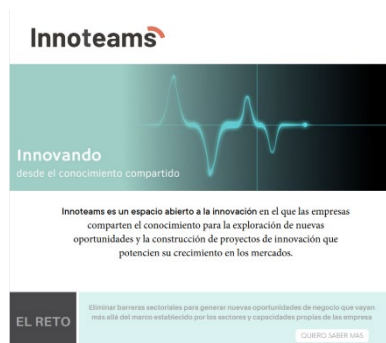 Innoteams
Innovando
desde el conocimiento compartido
Innoteams es un espacio abierto a la innovación en el que las empresas
comparten el conocimiento para la exploración de nuevas
oportunidades y la construcción de proyectos de innovación que
potencien su crecimiento en los mercados.
EL RETO
Eliminar barreras sectoriales para generar nuevas oportunidades de negocio que vayan
más allá del marco establecido por los sectores y capacidades propias de las empresa
QUIERO SABER MAS